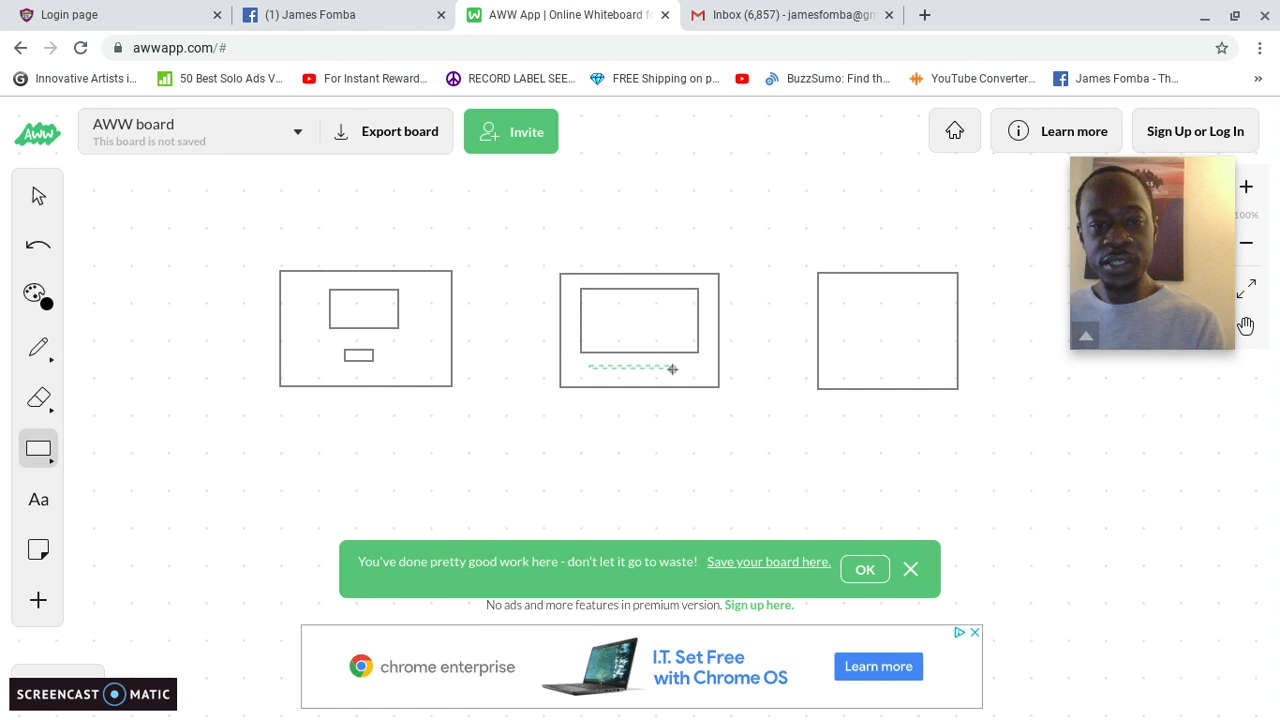 Login page
(1) James Fomba
AWW App | Online Whiteboard fo
Inbox (6,857) - jamesfomba@gm
awwapp.com/#
Innovative Artists i...
50 Best Solo Ads V...
For Instant Reward...
RECORD LABEL SEE...
FREE Shipping on p...
BuzzSumo: Find th...
YouTube Converter...
James Fomba - Th...
»
AWW
AWW board
This board is not saved
Export board
Invite
Learn more
Sign Up or Log In
100%
Aa
You've done pretty good work here - don't let it go to waste! Save your board here.
OK
No ads and more features in premium version. Sign up here.
chrome enterprise
I.T. Set Free
with Chrome OS
Learn more
SCREENCAST MATIC